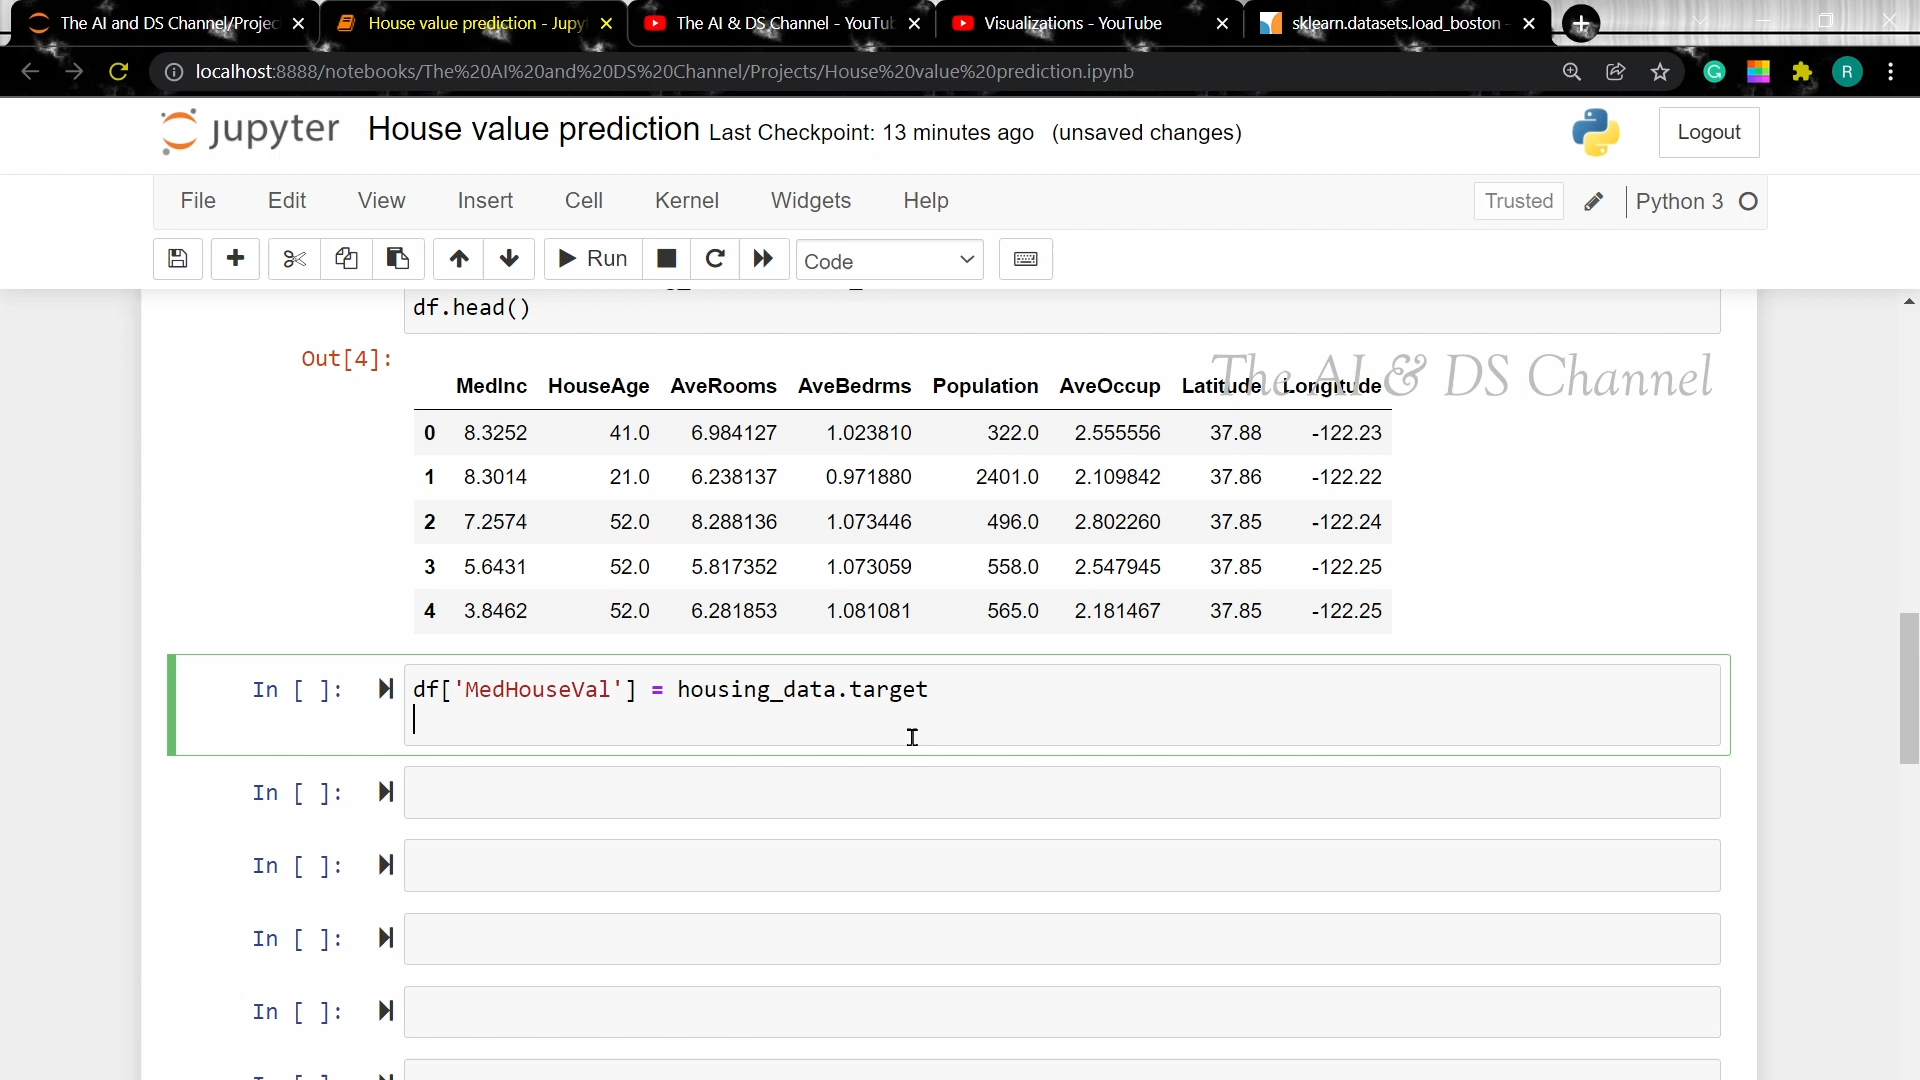 The AI and DS Channel/Projec
House value prediction - Jupy
The AI & DS Channel - YouTu
Visualizations - YouTube
sklearn.datasets.load_boston
localhost:8888/notebooks/The%20AI%20and%20DS%20Channel/Projects/House%20value%20prediction.ipynb
R
jupyter House value prediction Last Checkpoint: 13 minutes ago (unsaved changes)
Logout
File Edit View Insert Cell Kernel Widgets Help
Trusted
Python 3
Run
Code
df.head()
Out[4]:
The AI & DS Channel
MedInc HouseAge AveRooms AveBedrms Population AveOccup Latitude Longitude
0 8.3252 41.0 6.984127 1.023810 322.0 2.555556 37.88 -122.23
1 8.3014 21.0 6.238137 0.971880 2401.0 2.109842 37.86 -122.22
2 7.2574 52.0 8.288136 1.073446 496.0 2.802260 37.85 -122.24
3 5.6431 52.0 5.817352 1.073059 558.0 2.547945 37.85 -122.25
4 3.8462 52.0 6.281853 1.081081 565.0 2.181467 37.85 -122.25
In [ ]: df['MedHouseVal'] = housing_data.target
In [ ]:
In [ ]:
In [ ]:
In [ ]: